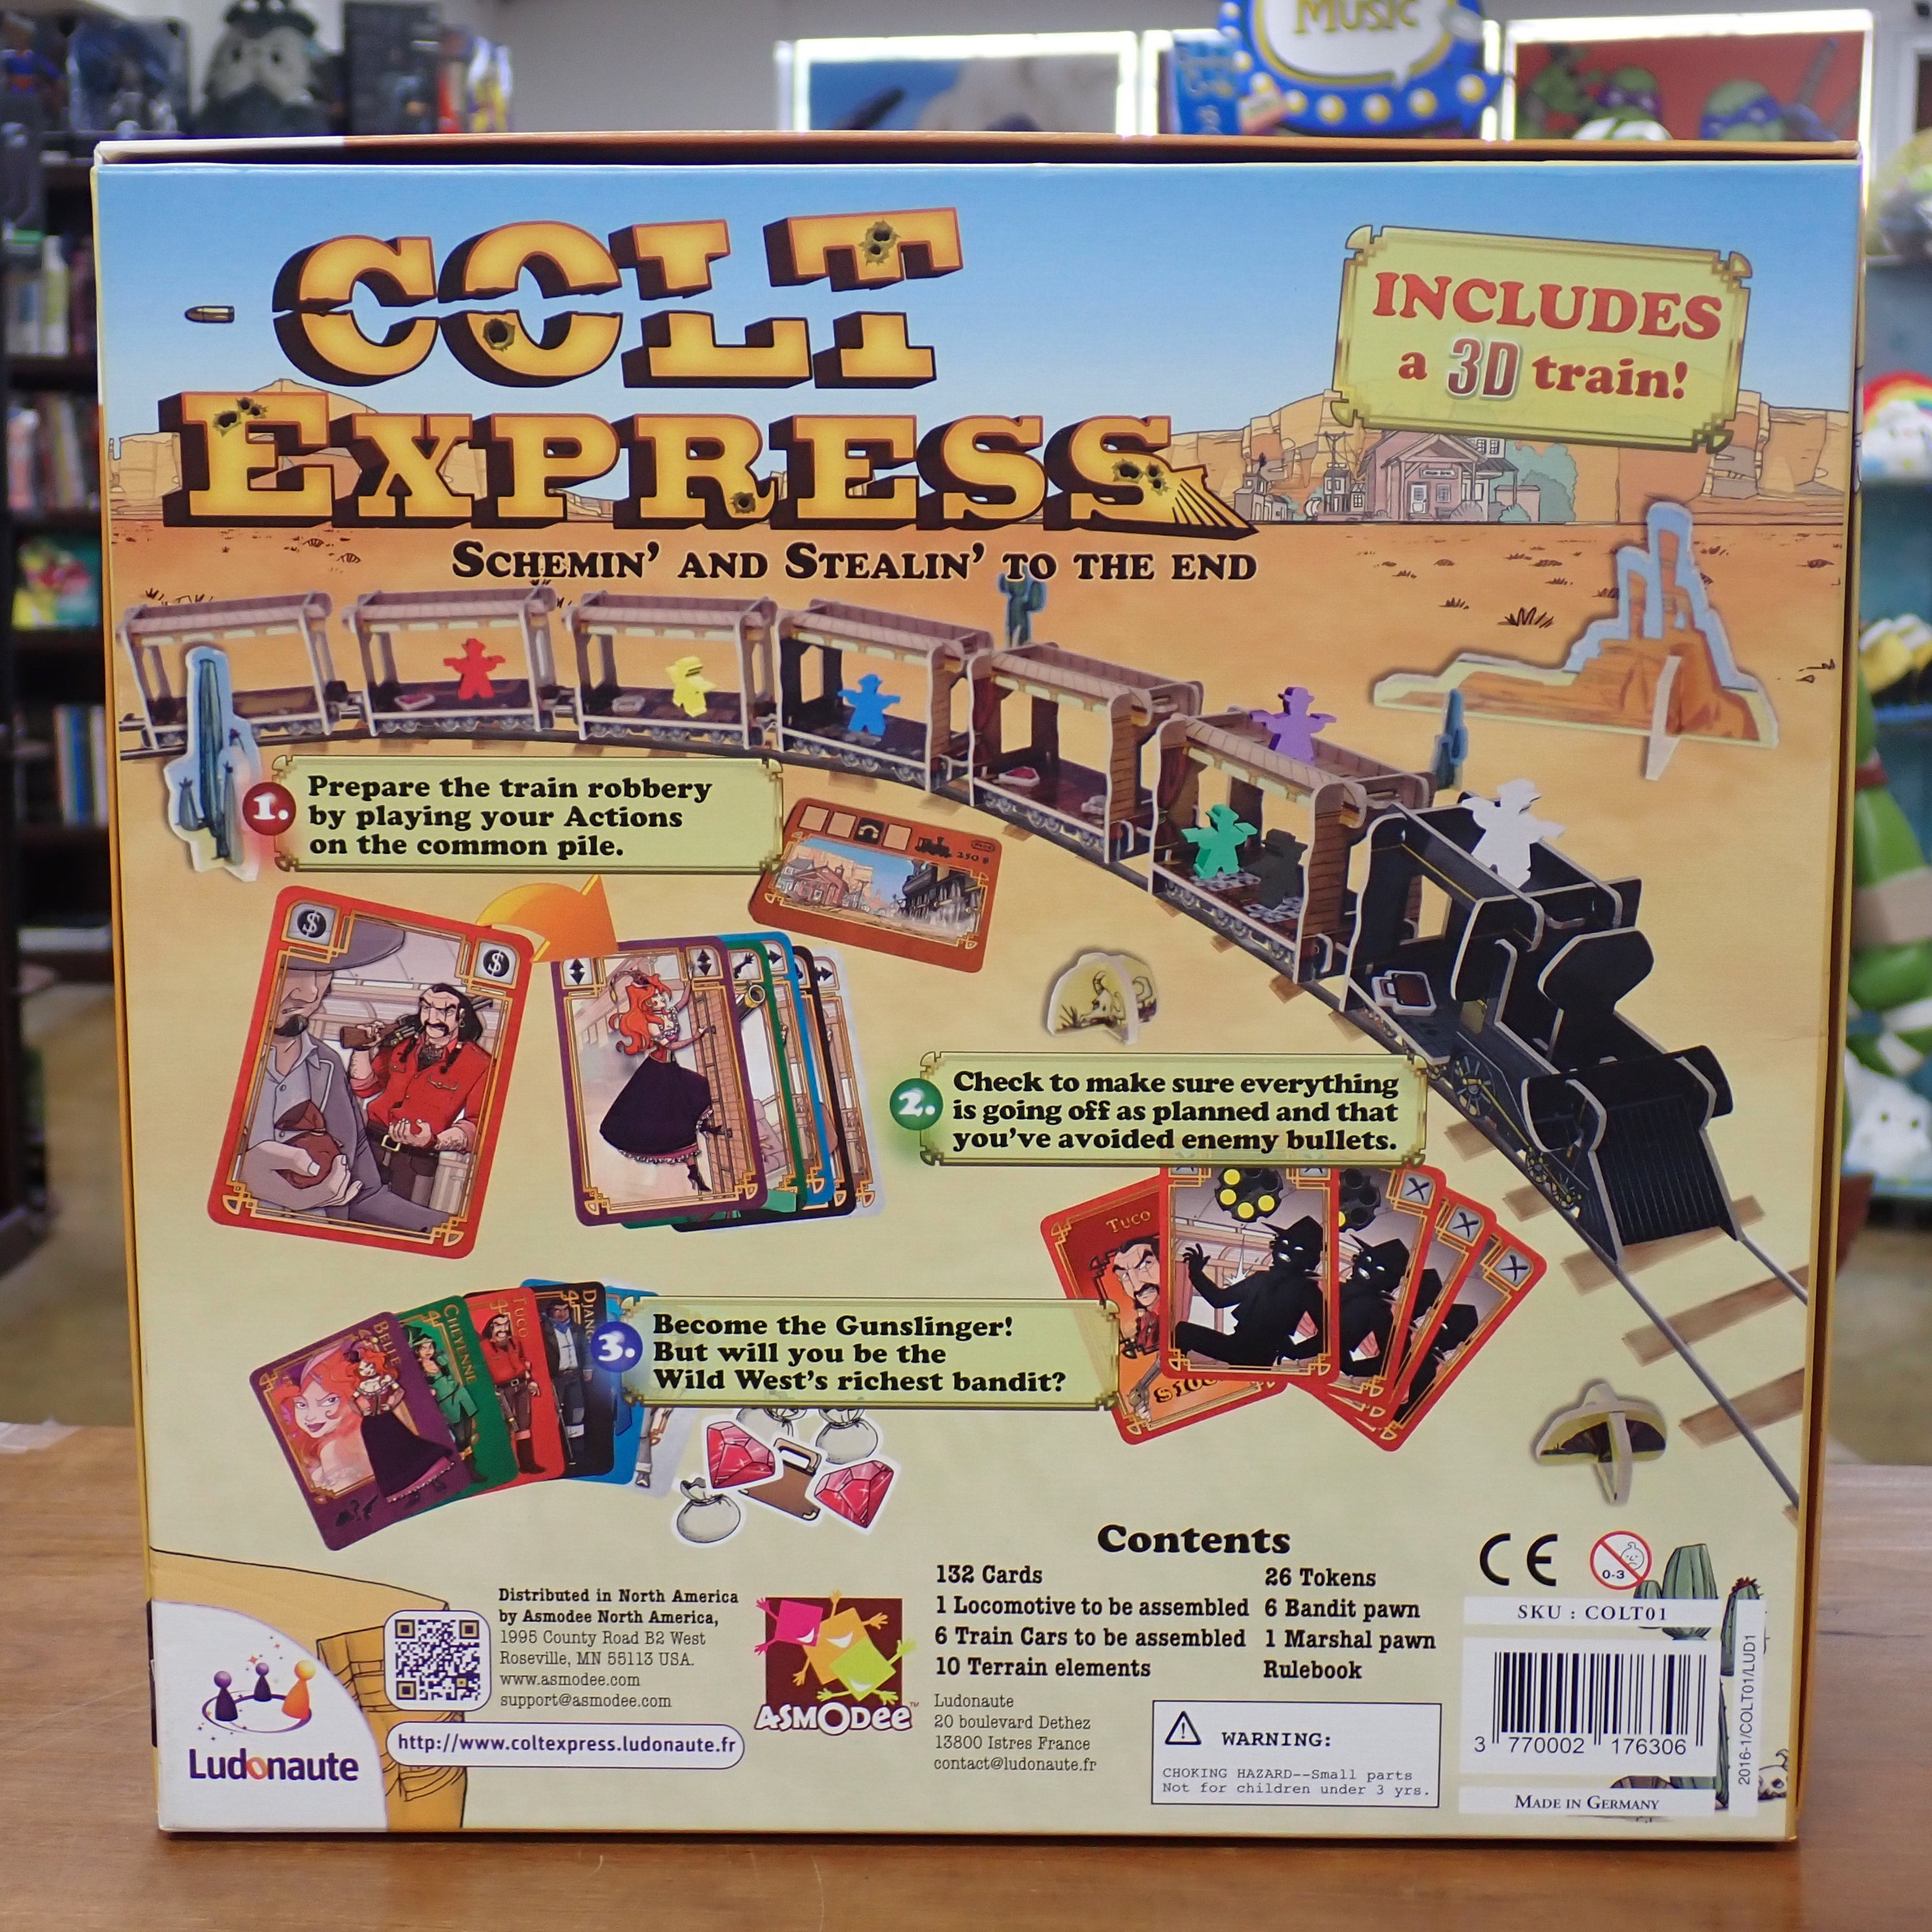 MUSIC
COLT
EXPRESS
SCHEMIN' AND STEALIN' TO THE END
INCLUDES
a 3D train!
1.
Prepare the train robbery
by playing your Actions
on the common pile.
250 $
$
$
2.
Check to make sure everything
is going off as planned and that
you've avoided enemy bullets.
TUCO
BELLE
CHEYENNE
TUCO
3.
Become the Gunslinger!
But will you be the
Wild West's richest bandit?
Contents
132 Cards
1 Locomotive to be assembled
6 Train Cars to be assembled
10 Terrain elements
26 Tokens
6 Bandit pawn
1 Marshal pawn
Rulebook
Ludonaute
Distributed in North America
by Asmodee North America,
1995 County Road B2 West
Roseville, MN 55113 USA.
www.asmodee.com
support@asmodee.com
http://www.coltexpress.ludonaute.fr
ASMODee™
Ludonaute
20 boulevard Dethez
13800 Istres France
contact@ludonaute.fr
WARNING:
CHOKING HAZARD--Small parts
Not for children under 3 yrs.
CE
0-3
SKU : COLT01
3 770002 176306
MADE IN GERMANY
2016-1/COLT01/LUD1